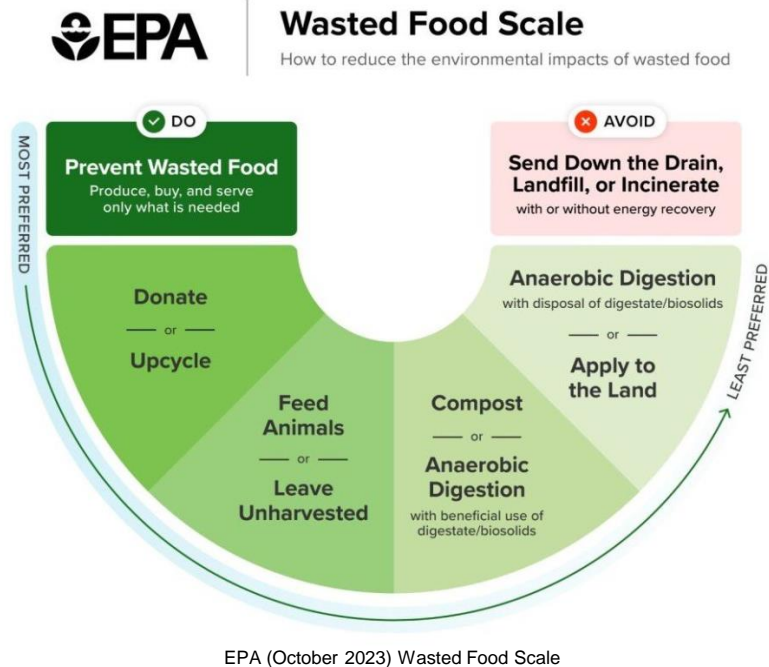 EPA
Wasted Food Scale
How to reduce the environmental impacts of wasted food
DO
Prevent Wasted Food
Produce, buy, and serve
only what is needed
AVOID
Send Down the Drain,
Landfill, or Incinerate
with or without energy recovery
MOST PREFERRED
Donate
or
Upcycle
Feed
Animals
or
Leave
Unharvested
Compost
or
Anaerobic
Digestion
with beneficial use of
digestate/biosolids
Anaerobic Digestion
with disposal of digestate/biosolids
or
Apply to
the Land
LEAST PREFERRED
EPA (October 2023) Wasted Food Scale